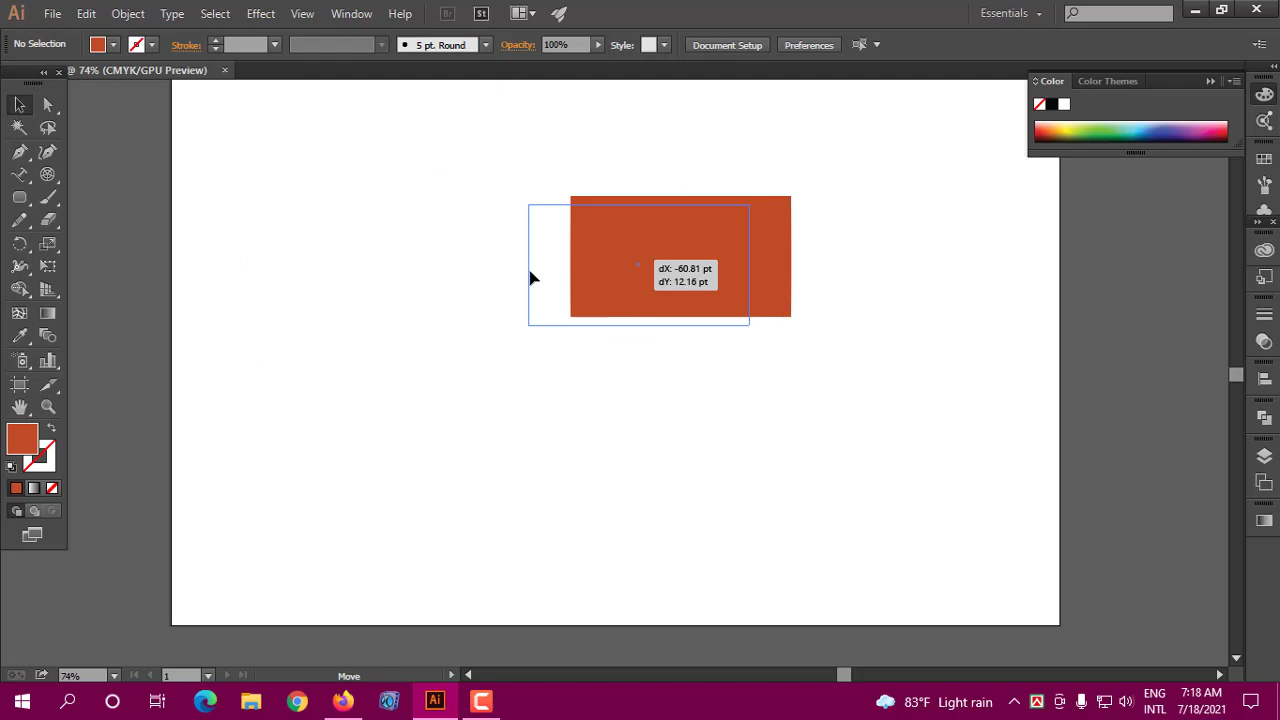 Ai File Edit Object Type Select Effect View Window Help Br St Essentials
No Selection Stroke: 5 pt. Round Opacity: 100% Style: Document Setup Preferences
@ 74% (CMYK/GPU Preview) ×
Color Color Themes
dX: -60.81 pt
dY: 12.16 pt
74% 1 Move
Ai 83°F Light rain ENG INTL 7:18 AM 7/18/2021